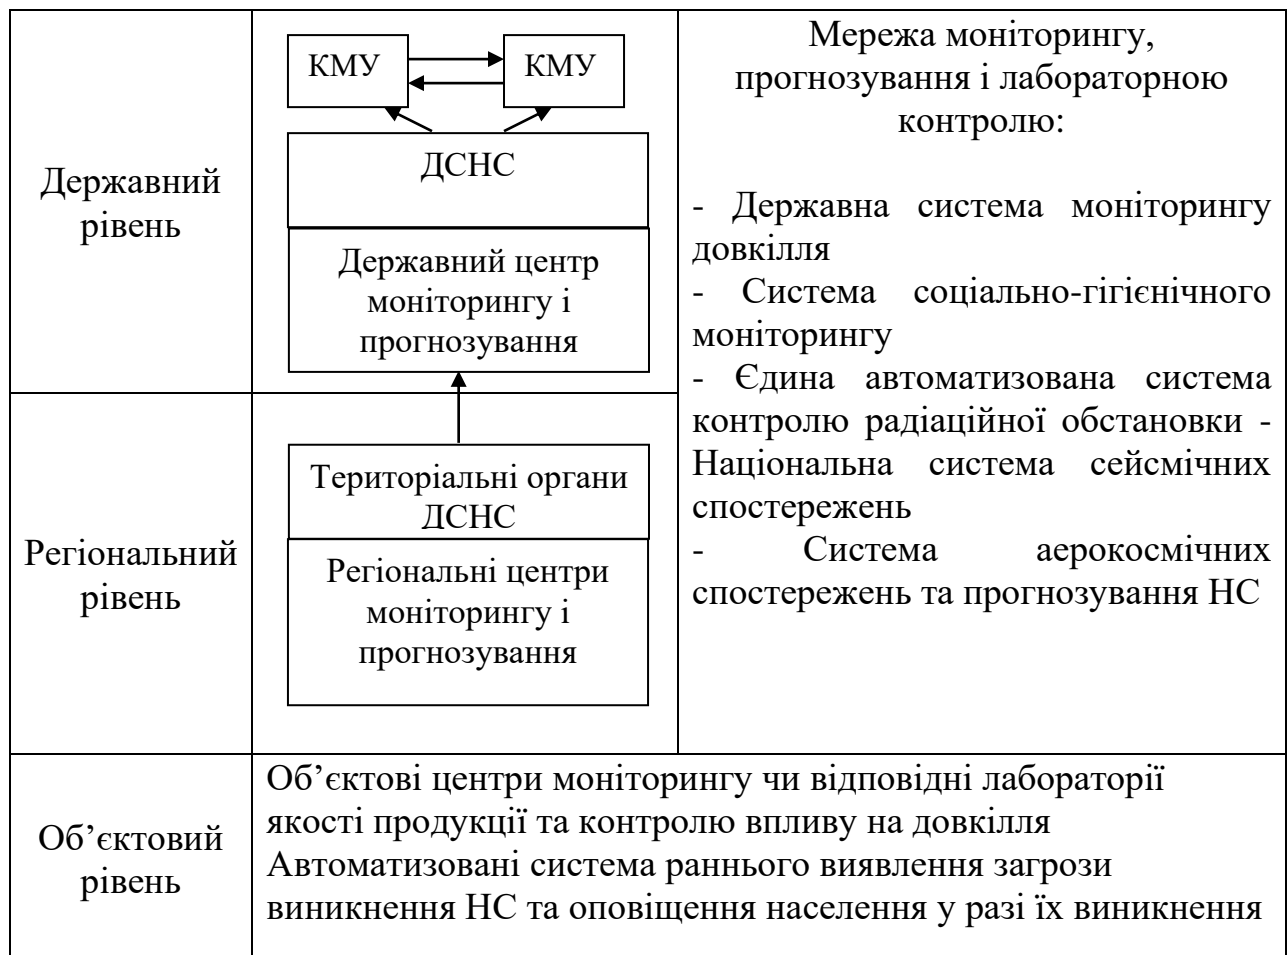 Державний
рівень
КМУ
КМУ
ДСНС
Державний центр
моніторингу і
прогнозування
Мережа моніторингу,
прогнозування і лабораторною
контролю:
- Державна система моніторингу
довкілля
- Система соціально-гігієнічного
моніторингу
- Єдина автоматизована система
контролю радіаційної обстановки -
Національна система сейсмічних
спостережень
- Система аерокосмічних
спостережень та прогнозування НС
Регіональний
рівень
Територіальні органи
ДСНС
Регіональні центри
моніторингу і
прогнозування
Об’єктовий
рівень
Об’єктові центри моніторингу чи відповідні лабораторії
якості продукції та контролю впливу на довкілля
Автоматизовані система раннього виявлення загрози
виникнення НС та оповіщення населення у разі їх виникнення